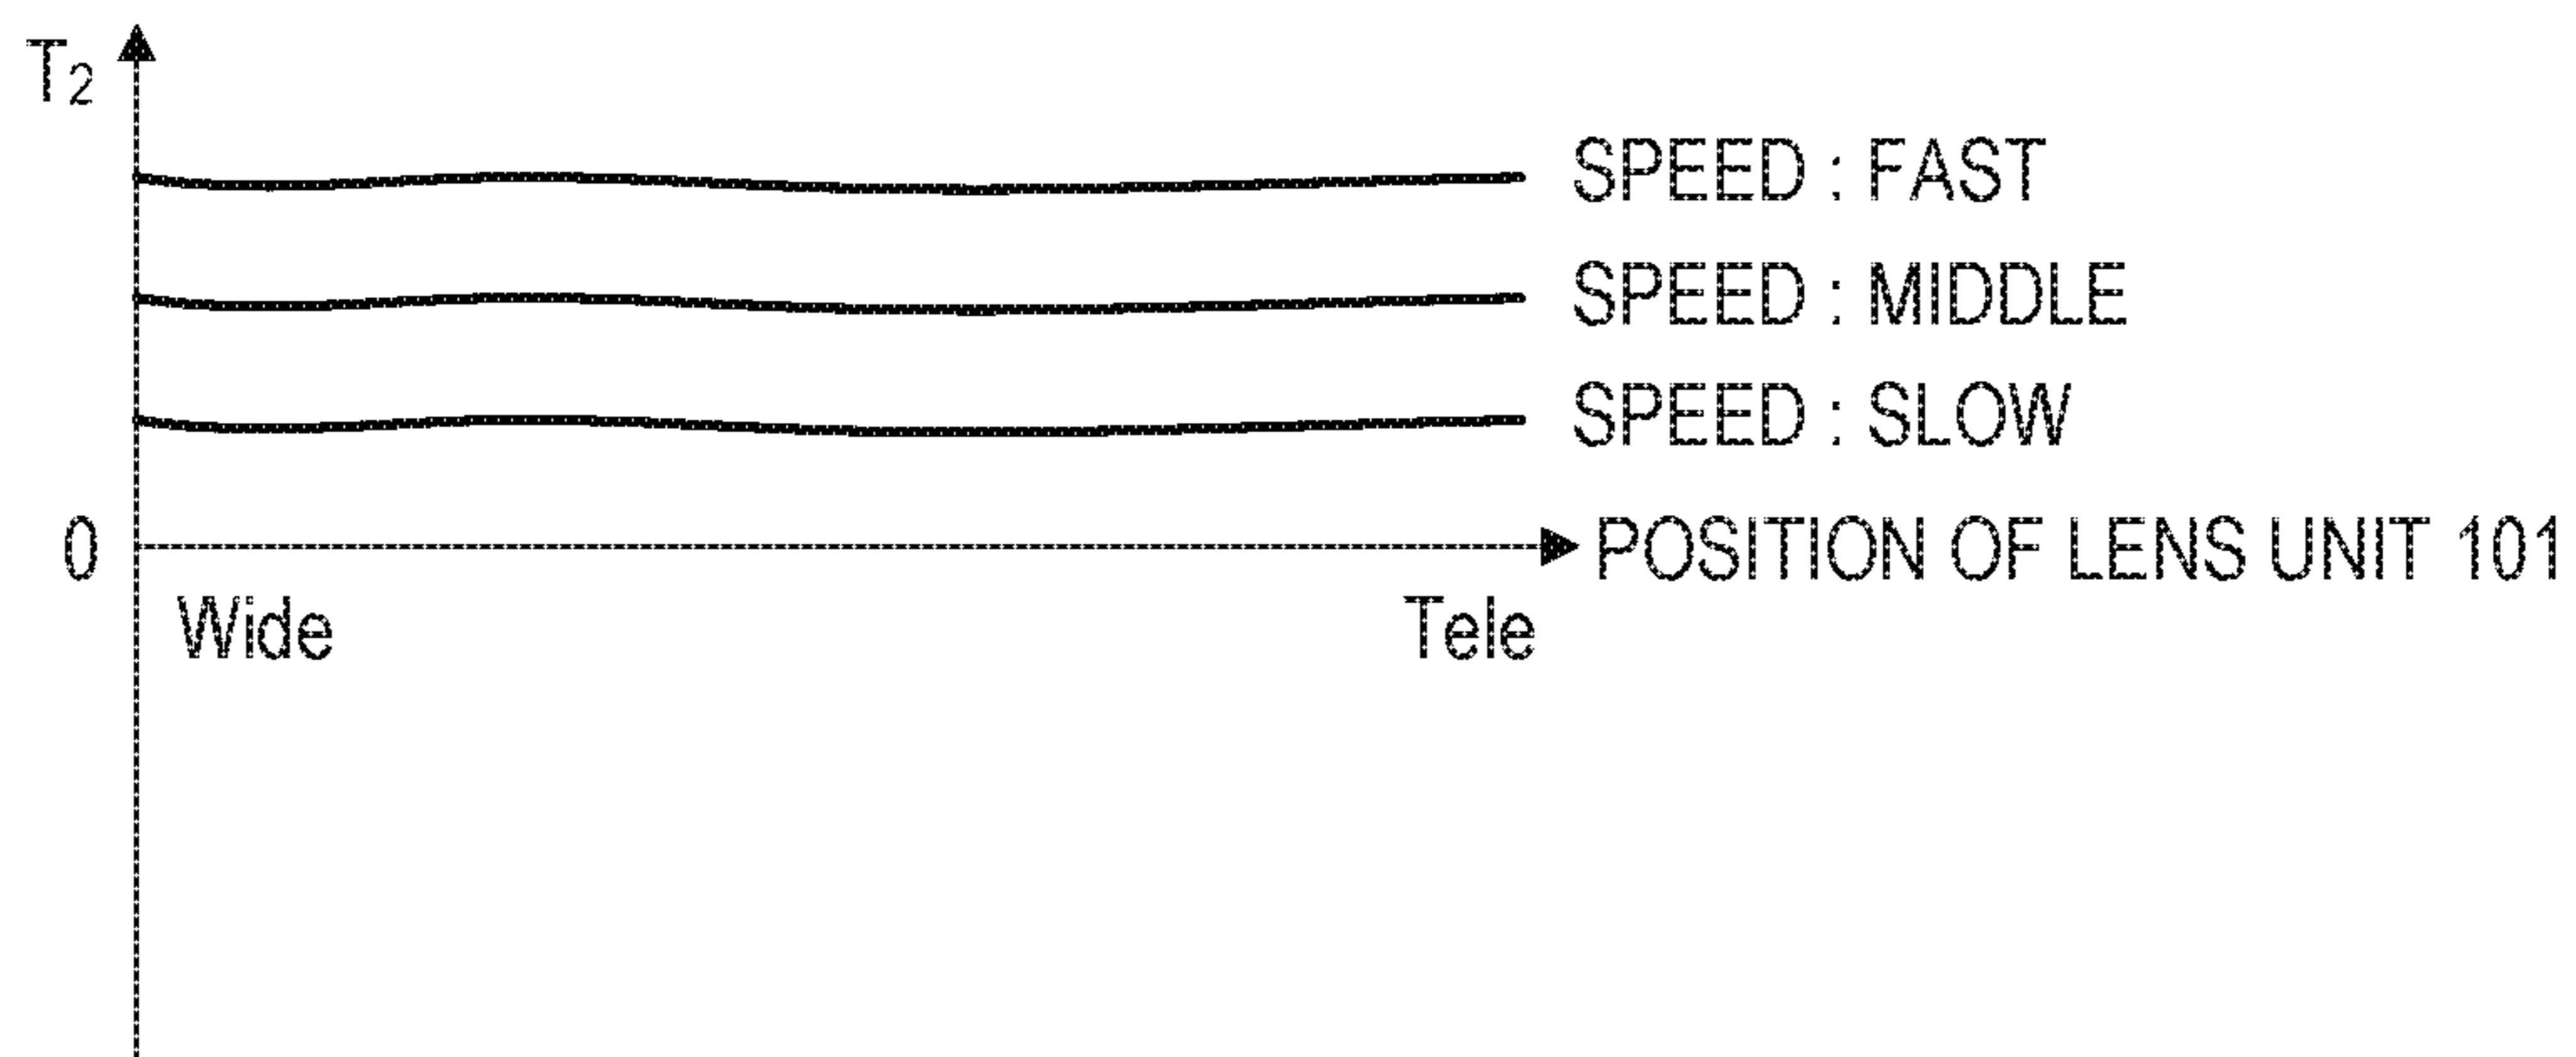 T2
SPEED : FAST
SPEED : MIDDLE
SPEED : SLOW
0
POSITION OF LENS UNIT 101
Wide
Tele